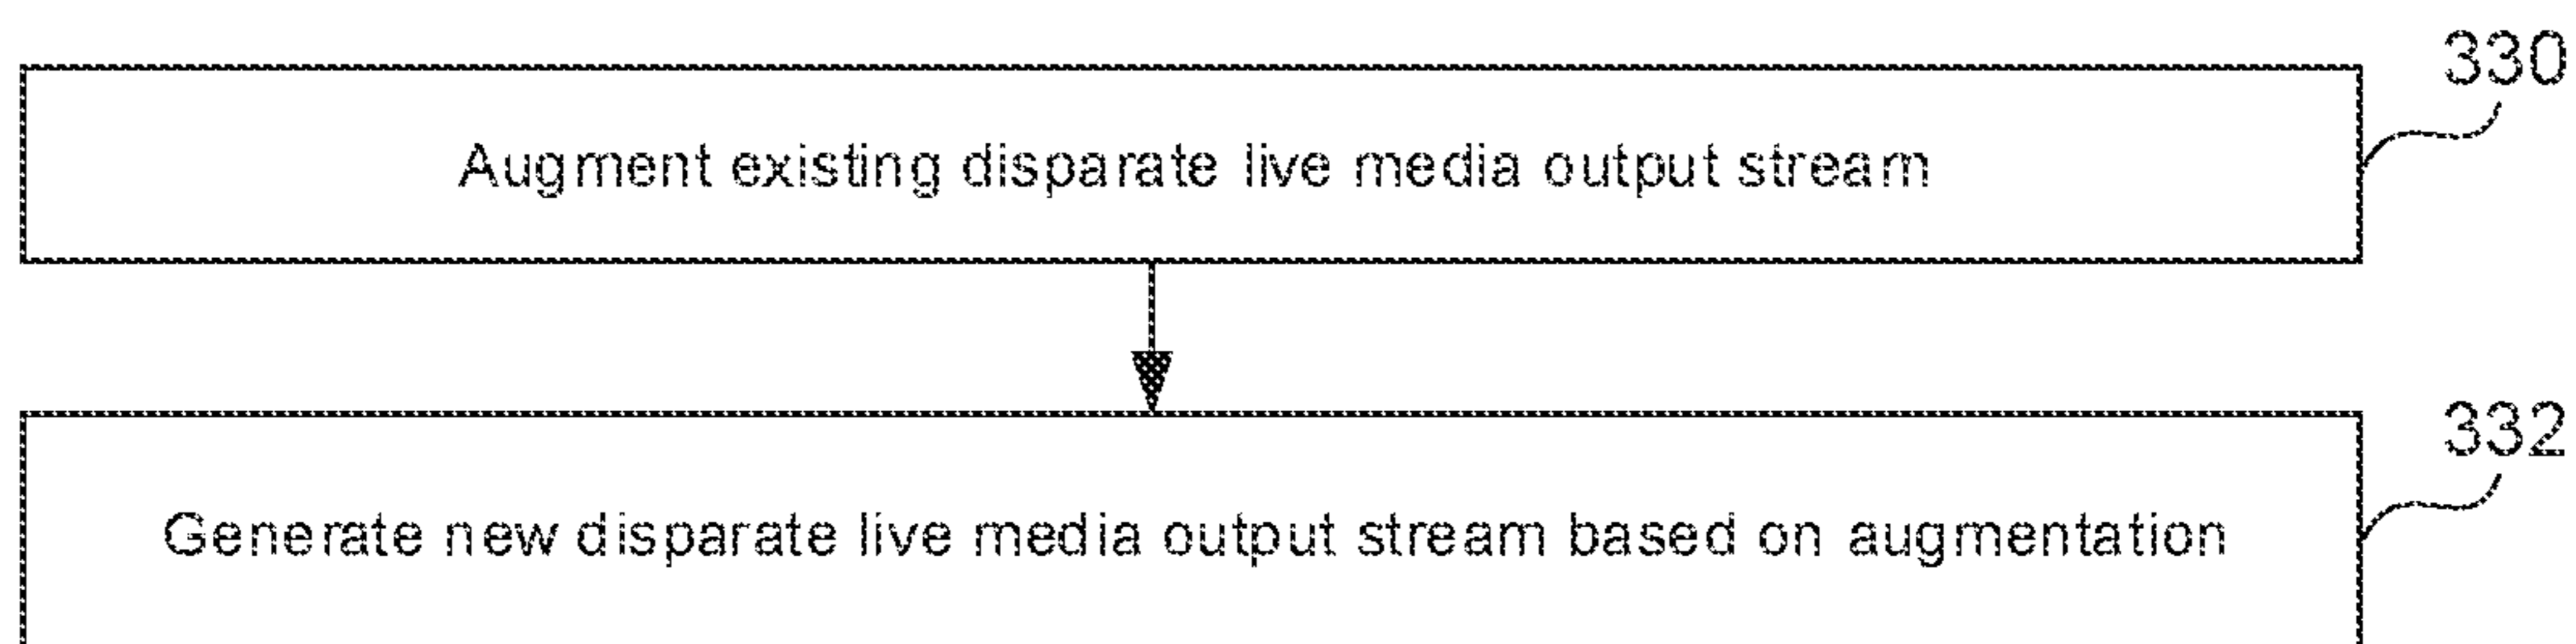 330
Augment existing disparate live media output stream
332
Generate new disparate live media output stream based on augmentation